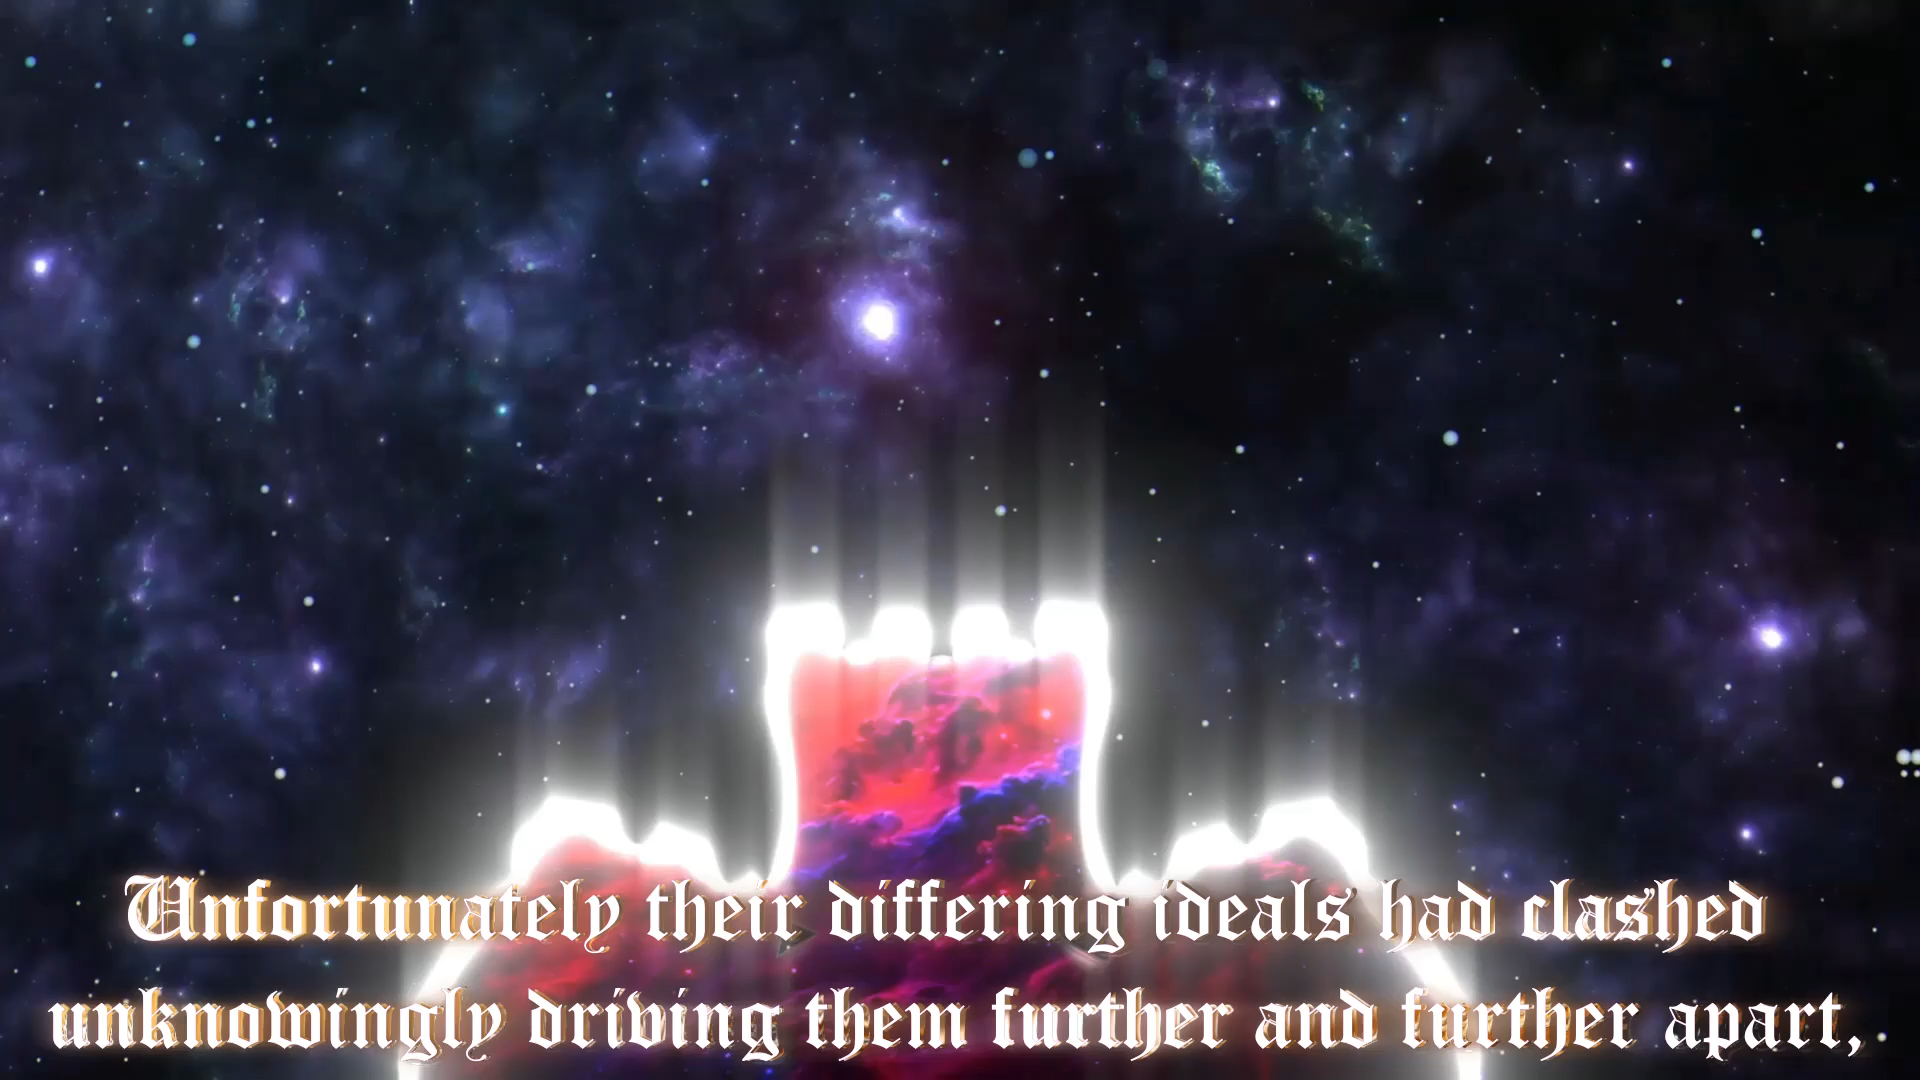 Unfortunately their differing ideals had clashed
unknowingly driving them further and further apart,